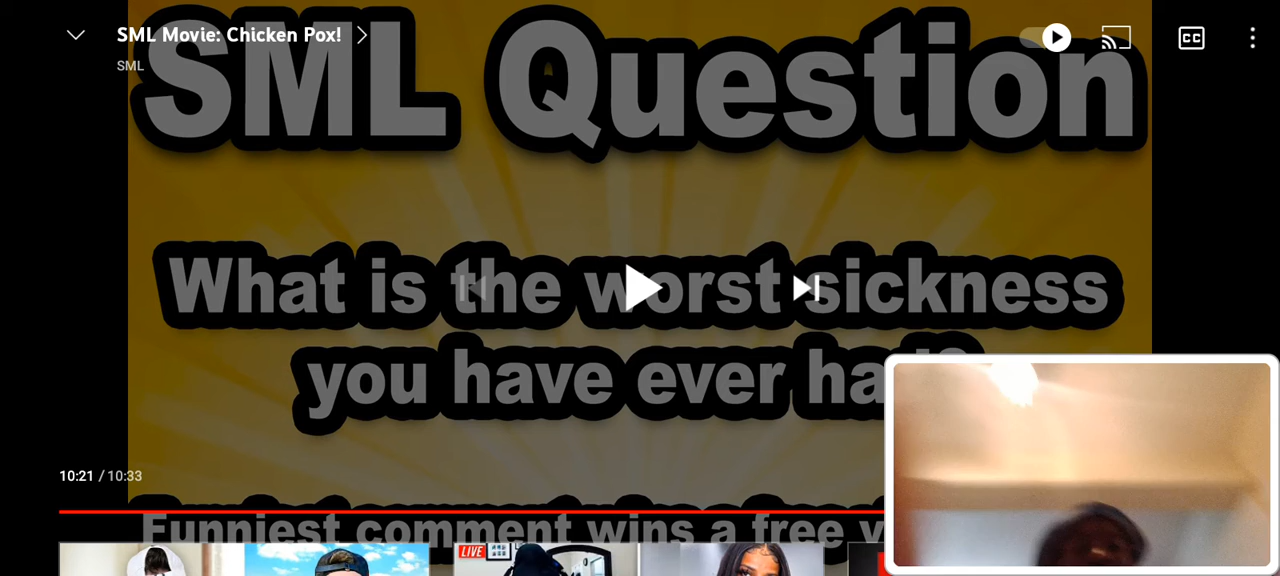 SML Movie: Chicken Pox!
SML
CC
SML Question
What is the worst sickness
you have ever
10:21 / 10:33
Funniest comment wins a free
LIVE